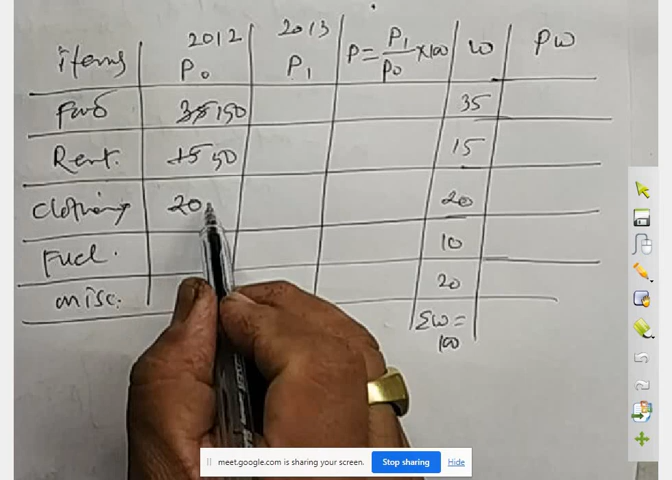 items 2012 P0 2013 P1 P = P1/P0 × 100 W PW
Food 35 150 35
Rent. 15 50 15
Clothing 20 20
Fuel. 10
misc. 20
ΣW = 100
meet.google.com is sharing your screen. Stop sharing Hide